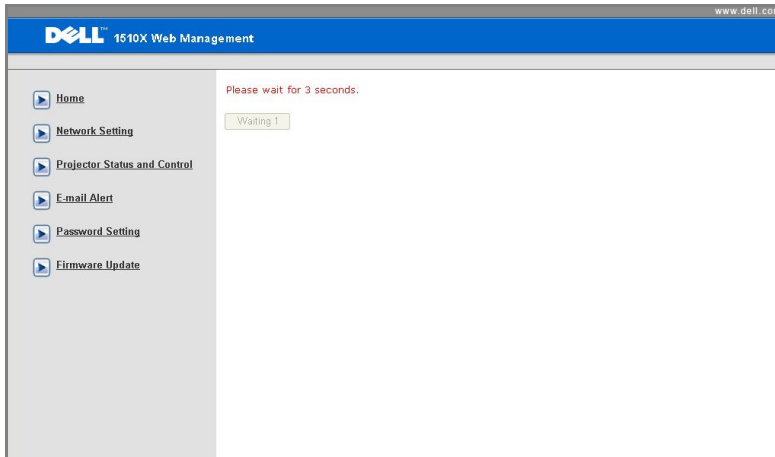 www.dell.co
DELL™ 1510X Web Management
Please wait for 3 seconds.
Waiting 1
Home
Network Setting
Projector Status and Control
E-mail Alert
Password Setting
Firmware Update